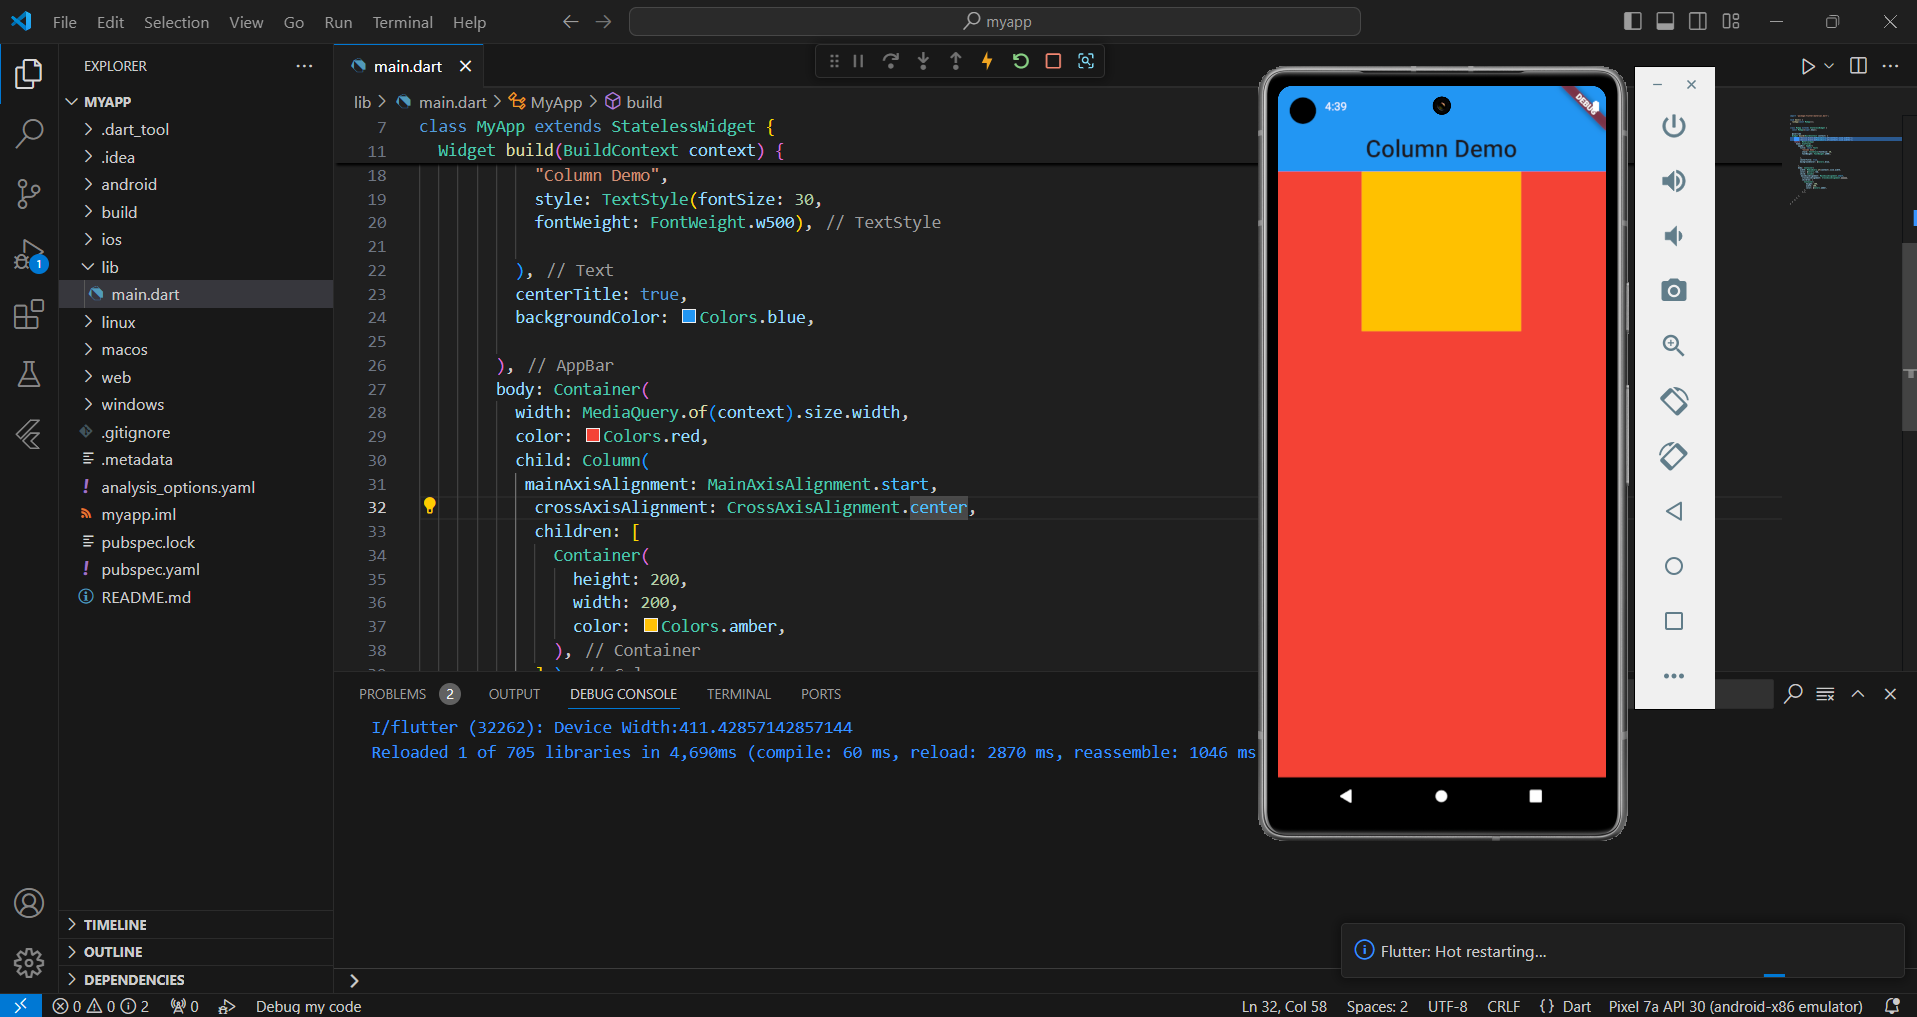 File Edit Selection View Go Run Terminal Help
myapp
EXPLORER
MYAPP
.dart_tool
.idea
android
build
ios
lib
main.dart
linux
macos
web
windows
.gitignore
.metadata
analysis_options.yaml
myapp.iml
pubspec.lock
pubspec.yaml
README.md
TIMELINE
OUTLINE
DEPENDENCIES
1
main.dart
lib > main.dart > MyApp > build
7 class MyApp extends StatelessWidget {
11 Widget build(BuildContext context) {
18 "Column Demo",
19 style: TextStyle(fontSize: 30,
20 fontWeight: FontWeight.w500), // TextStyle
21
22 ), // Text
23 centerTitle: true,
24 backgroundColor: Colors.blue,
25
26 ), // AppBar
27 body: Container(
28 width: MediaQuery.of(context).size.width,
29 color: Colors.red,
30 child: Column(
31 mainAxisAlignment: MainAxisAlignment.start,
32 crossAxisAlignment: CrossAxisAlignment.center,
33 children: [
34 Container(
35 height: 200,
36 width: 200,
37 color: Colors.amber,
38 ), // Container
PROBLEMS 2 OUTPUT DEBUG CONSOLE TERMINAL PORTS
I/flutter (32262): Device Width:411.42857142857144
Reloaded 1 of 705 libraries in 4,690ms (compile: 60 ms, reload: 2870 ms, reassemble: 1046 ms
4:39
DEBUG
Column Demo
Flutter: Hot restarting...
0 0 2 0 Debug my code
Ln 32, Col 58 Spaces: 2 UTF-8 CRLF {} Dart Pixel 7a API 30 (android-x86 emulator)